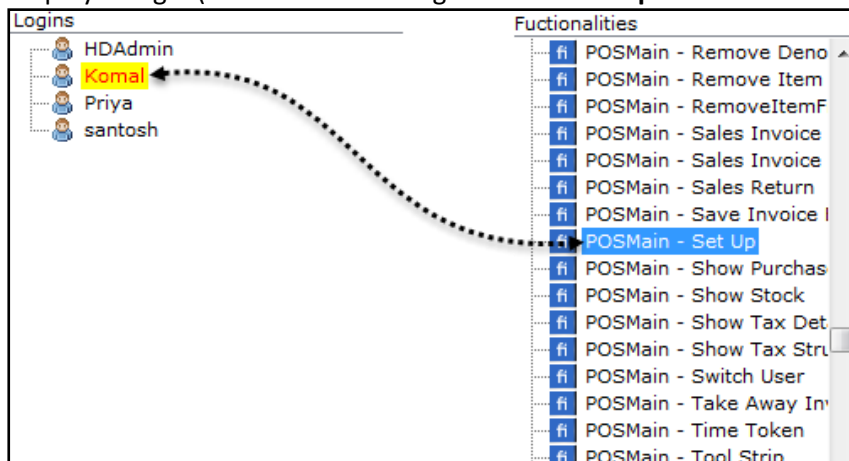 Logins
HDAdmin
Komal
Priya
santosh
Fuctionalities
POSMain - Remove Deno
POSMain - Remove Item
POSMain - RemoveItemF
POSMain - Sales Invoice
POSMain - Sales Invoice
POSMain - Sales Return
POSMain - Save Invoice
POSMain - Set Up
POSMain - Show Purchas
POSMain - Show Stock
POSMain - Show Tax Det
POSMain - Show Tax Stru
POSMain - Switch User
POSMain - Take Away In
POSMain - Time Token
POSMain - Tool Strip